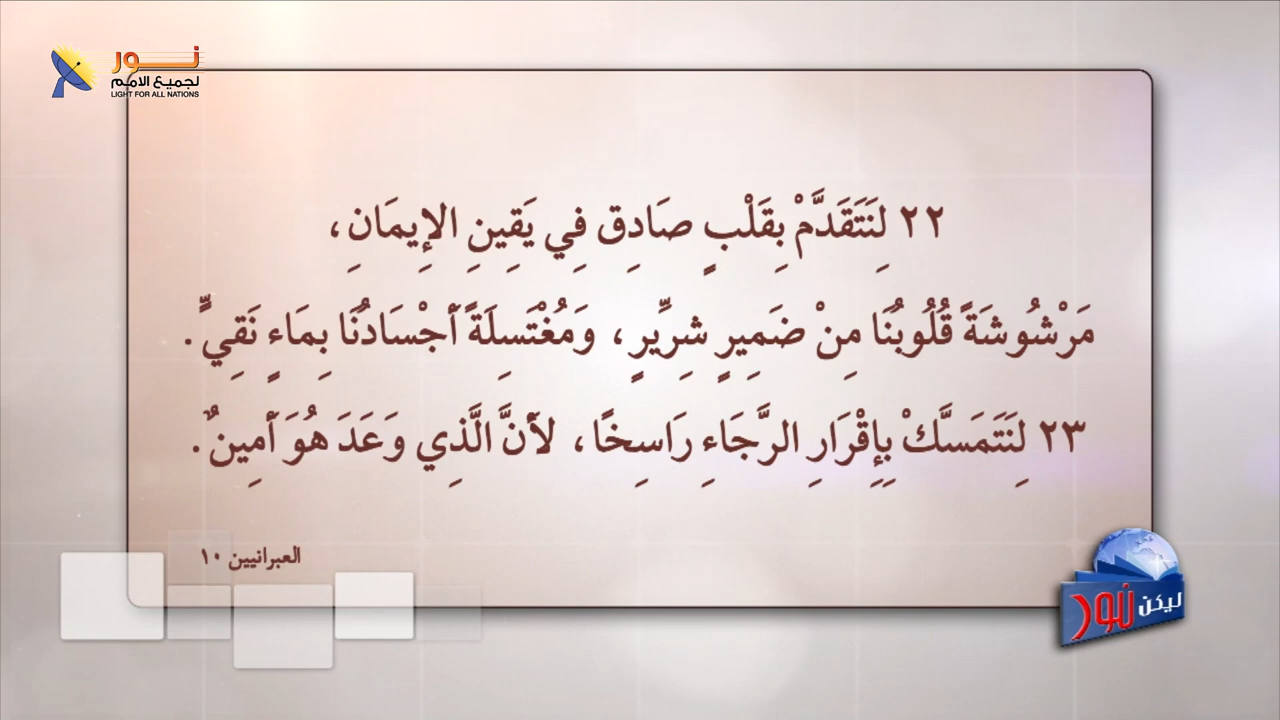 نور
لجميع الامم
LIGHT FOR ALL NATIONS
٢٢ لِنَتَقَدَّمْ بِقَلْبٍ صَادِق فِي يَقِينِ الإِيمَانِ،
مَرْشُوشَةً قُلُوبُنَا مِنْ ضَمِيرٍ شِرِّيرٍ، وَمُغْتَسِلَةً أَجْسَادُنَا بِمَاءٍ نَقِيٍّ.
٢٣ لِنَتَمَسَّكْ بِإِقْرَارِ الرَّجَاءِ رَاسِخًا، لأَنَّ الَّذِي وَعَدَ هُوَ أَمِينٌ.
العبرانيين ١٠
ليكن نور